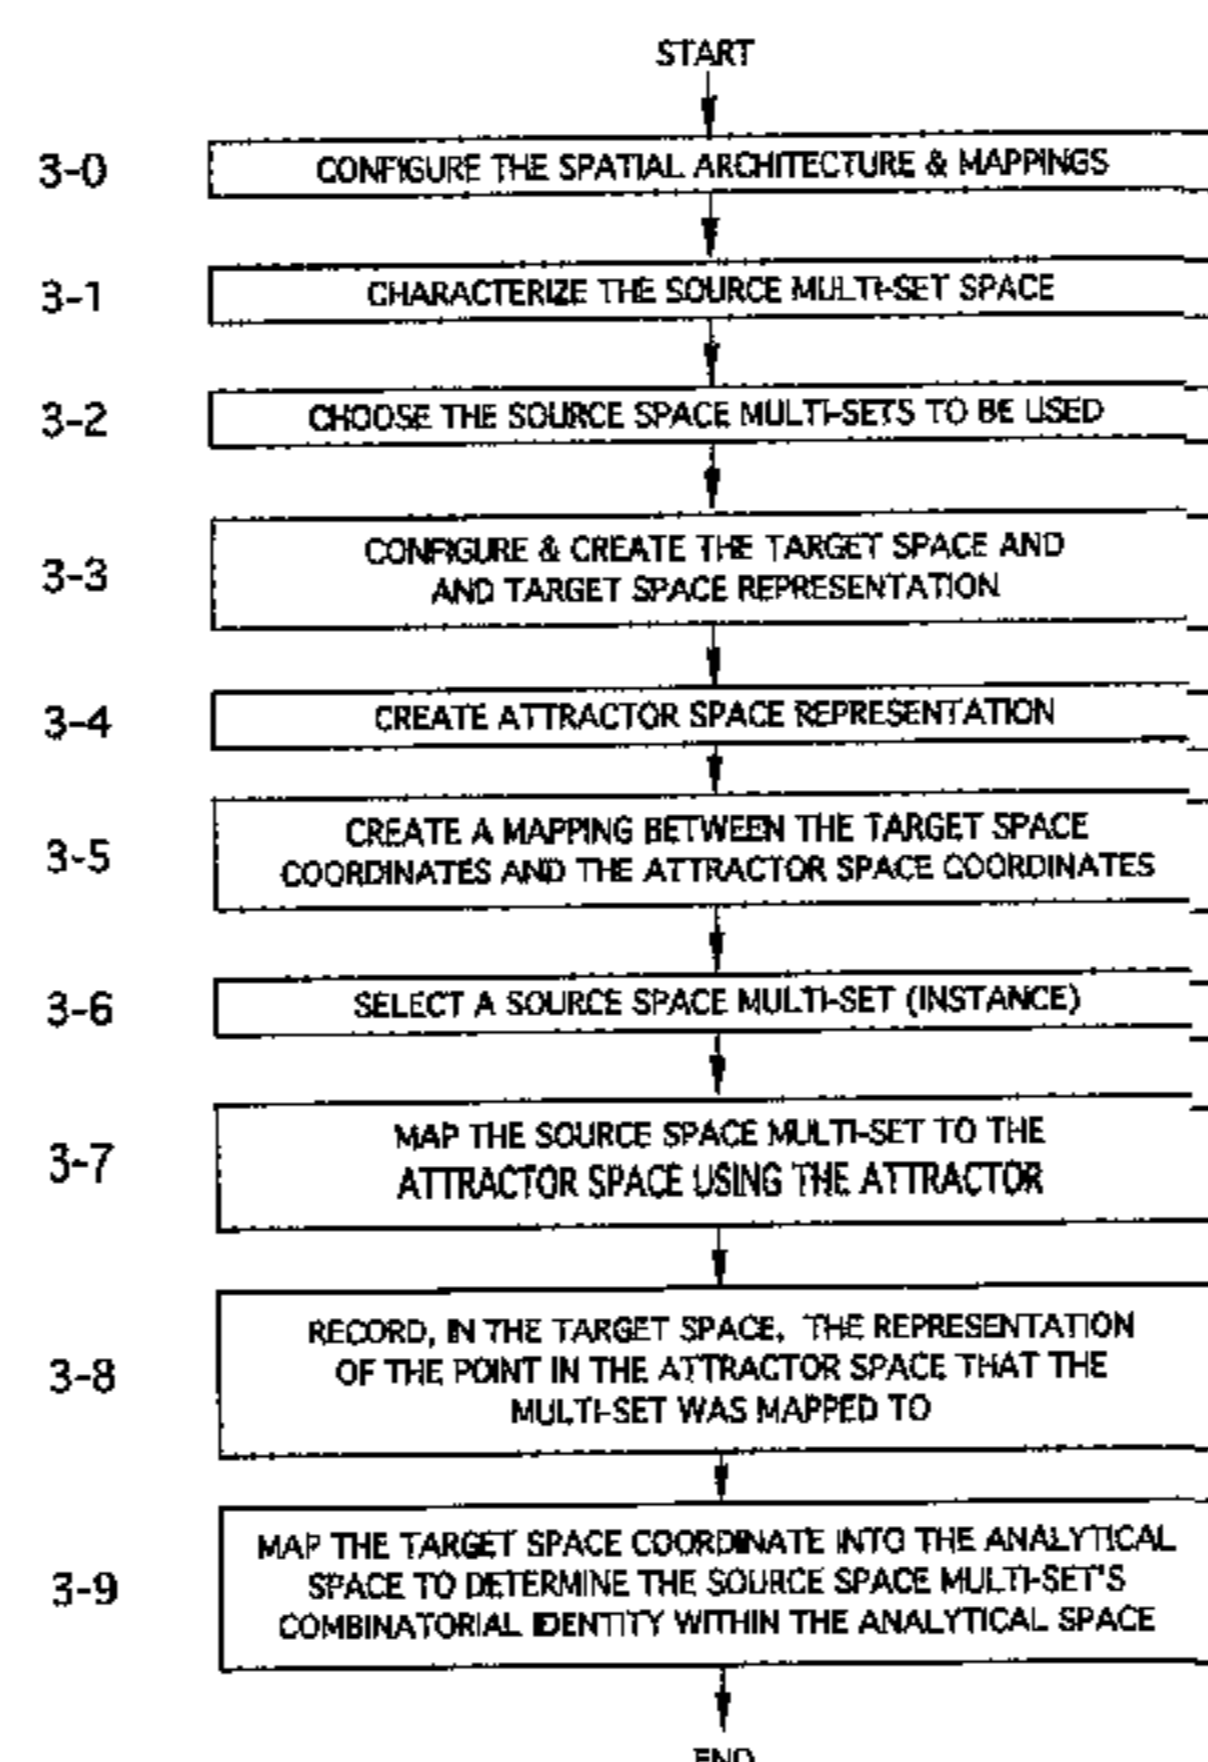 START
3-0
CONFIGURE THE SPATIAL ARCHITECTURE & MAPPINGS
3-1
CHARACTERIZE THE SOURCE MULTI-SET SPACE
3-2
CHOOSE THE SOURCE SPACE MULTI-SETS TO BE USED
3-3
CONFIGURE & CREATE THE TARGET SPACE AND
AND TARGET SPACE REPRESENTATION
3-4
CREATE ATTRACTOR SPACE REPRESENTATION
3-5
CREATE A MAPPING BETWEEN THE TARGET SPACE
COORDINATES AND THE ATTRACTOR SPACE COORDINATES
3-6
SELECT A SOURCE SPACE MULTI-SET (INSTANCE)
3-7
MAP THE SOURCE SPACE MULTI-SET TO THE
ATTRACTOR SPACE USING THE ATTRACTOR
3-8
RECORD, IN THE TARGET SPACE, THE REPRESENTATION
OF THE POINT IN THE ATTRACTOR SPACE THAT THE
MULTI-SET WAS MAPPED TO
3-9
MAP THE TARGET SPACE COORDINATE INTO THE ANALYTICAL
SPACE TO DETERMINE THE SOURCE SPACE MULTI-SET'S
COMBINATORIAL IDENTITY WITHIN THE ANALYTICAL SPACE
END